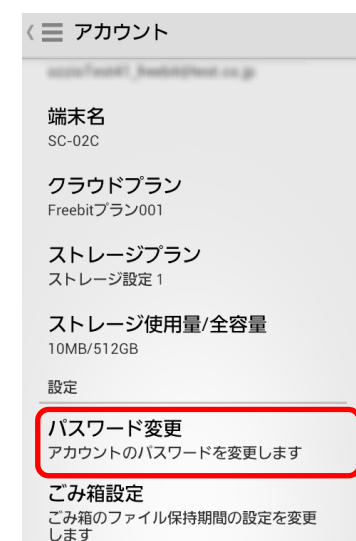 アカウント
端末名
SC-02C
クラウドプラン
Freebitプラン001
ストレージプラン
ストレージ設定 1
ストレージ使用量/全容量
10MB/512GB
設定
パスワード変更
アカウントのパスワードを変更します
ごみ箱設定
ごみ箱のファイル保持期間の設定を変更
します